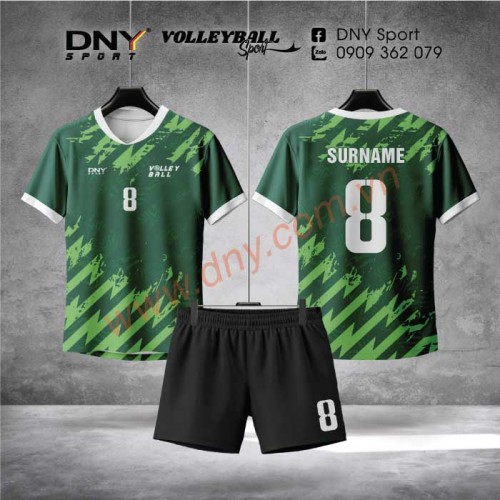 DNY
SPORT
VOLLEYBALL
Sport
DNY Sport
Zalo
0909 362 079
DNY
SPORT
VOLLEY
BALL
8
SURNAME
8
www.dny.com.vn
8